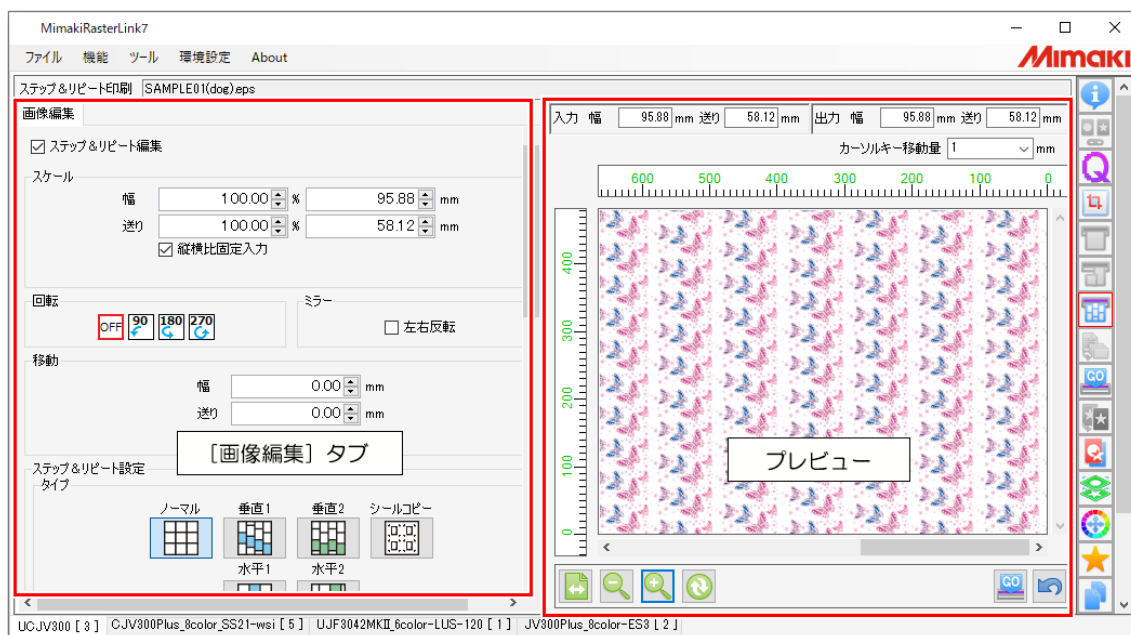 MimakiRasterLink7
ファイル 機能 ツール 環境設定 About
Mimaki
ステップ&リピート印刷 SAMPLE01(dog).eps
画像編集
ステップ&リピート編集
スケール
幅 100.00 % 95.88 mm
送り 100.00 % 58.12 mm
縦横比固定入力
回転
OFF 90 180 270
ミラー
左右反転
移動
幅 0.00 mm
送り 0.00 mm
[画像編集] タブ
ステップ&リピート設定
タイプ
ノーマル 垂直1 垂直2 シールコピー
水平1 水平2
入力 幅 95.88 mm 送り 58.12 mm 出力 幅 95.88 mm 送り 58.12 mm
カーソルキー移動量 1 mm
600 500 400 300 200 100 0
400
300
200
100
0
プレビュー
GO
Q
GO
UCJV300 [ 3 ] CJV300Plus_8color_SS21-wsi [ 5 ] UJF3042MKII_6color-LUS-120 [ 1 ] JV300Plus_8color-ES3 [ 2 ]